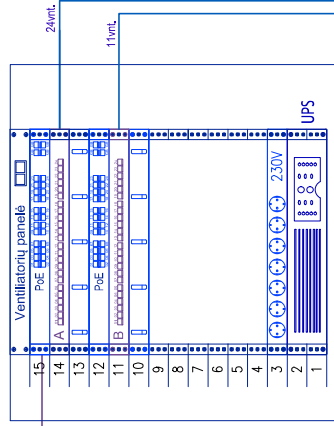 24vnt.
11vnt.
Ventiliatorių panelė
PoE
A
PoE
B
230V
UPS
15
14
13
12
11
10
9
8
7
6
5
4
3
2
1